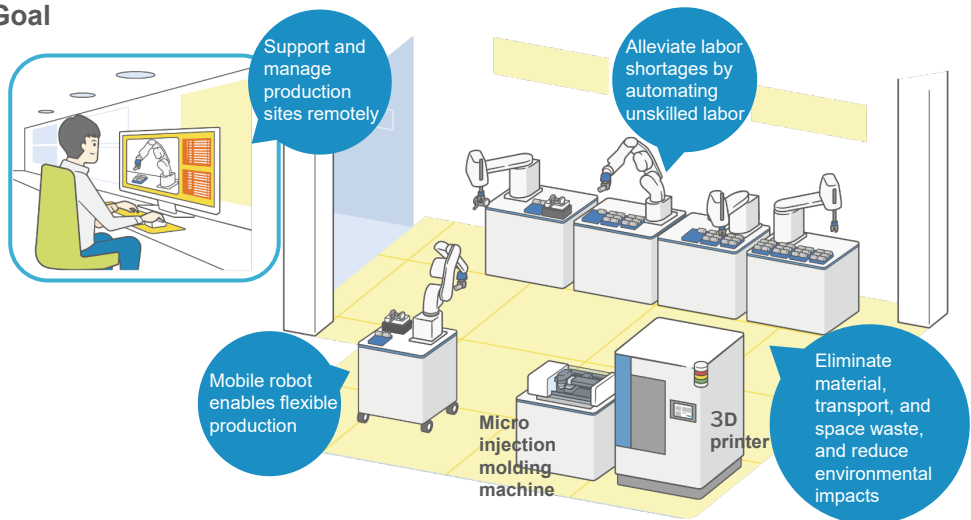 Goal
Support and
manage
production
sites remotely
Alleviate labor
shortages by
automating
unskilled labor
Mobile robot
enables flexible
production
Micro
injection
molding
machine
3D
printer
Eliminate
material,
transport, and
space waste,
and reduce
environmental
impacts